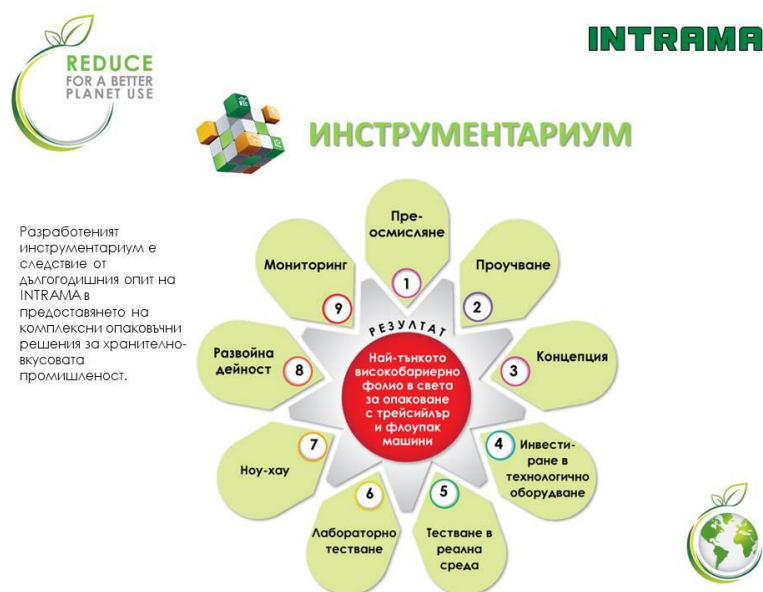 REDUCE
FOR A BETTER
PLANET USE
INTRAMA
ИНСТРУМЕНТАРИУМ
Разработеният
инструментариум е
следствие от
дългогодишния опит на
INTRAMA в
предоставянето на
комплексни опаковъчни
решения за хранително-
вкусовата
промишленост.
Пре-
осмисляне
1
Проучване
2
Концепция
3
4
Инвести-
ране в
технологично
оборудване
5
Тестване в
реална
среда
6
Лабораторно
тестване
7
Ноу-хау
Развойна
дейност
8
Мониторинг
9
РЕЗУЛТАТ
Най-тънкото
високобариерно
фолио в света
за опаковане
с трейсийлър
и флоупак
машини